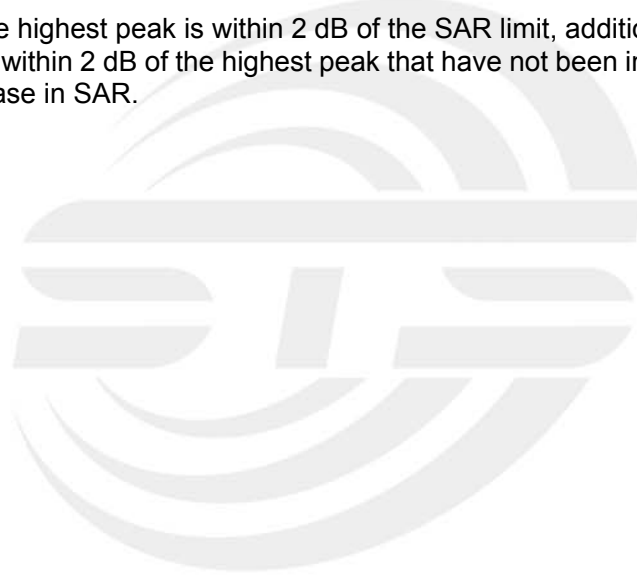 highest peak is within 2 dB of the SAR limit, additio
within 2 dB of the highest peak that have not been in
ase in SAR.
STS